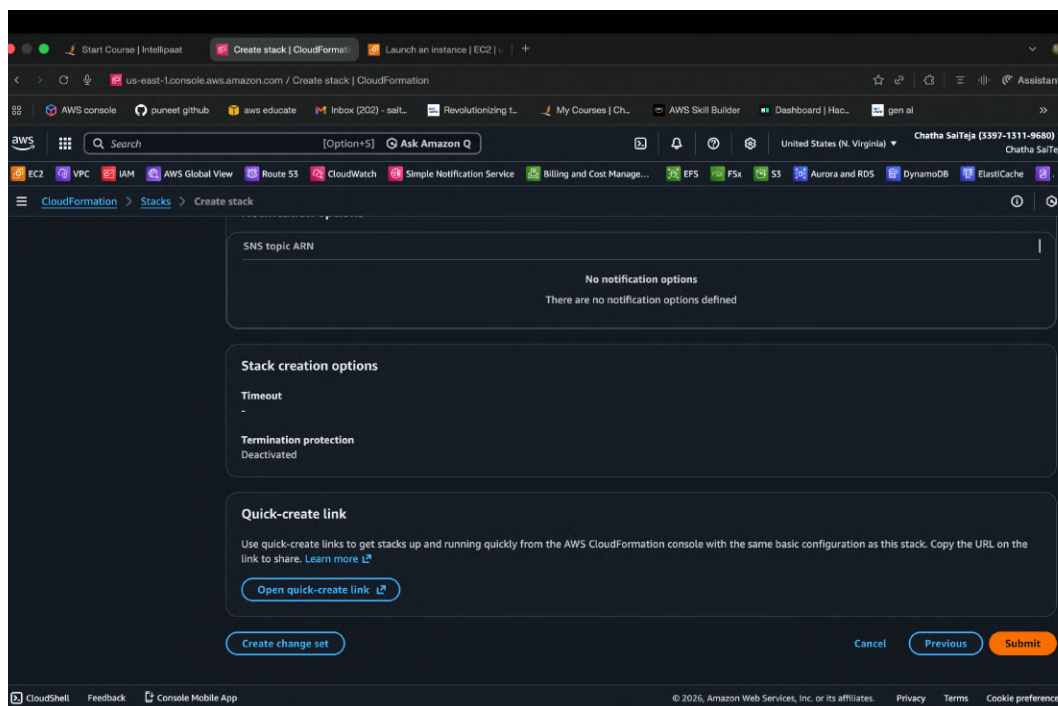 Start Course | Intellipaat
Create stack | CloudFormati
Launch an instance | EC2 | u
us-east-1.console.aws.amazon.com / Create stack | CloudFormation
Assistan
AWS console
puneet github
aws educate
Inbox (202) - sait...
Revolutionizing t...
My Courses | Ch...
AWS Skill Builder
Dashboard | Hac...
gen ai
aws
Search
[Option+S]
Ask Amazon Q
United States (N. Virginia)
Chatha SaiTeja (3397-1311-9680)
Chatha SaiTe
EC2
VPC
IAM
AWS Global View
Route 53
CloudWatch
Simple Notification Service
Billing and Cost Manage...
EFS
FSx
S3
Aurora and RDS
DynamoDB
ElastiCache
CloudFormation > Stacks > Create stack
SNS topic ARN
No notification options
There are no notification options defined
Stack creation options
Timeout
-
Termination protection
Deactivated
Quick-create link
Use quick-create links to get stacks up and running quickly from the AWS CloudFormation console with the same basic configuration as this stack. Copy the URL on the
link to share. Learn more
Open quick-create link
Create change set
Cancel
Previous
Submit
CloudShell
Feedback
Console Mobile App
© 2026, Amazon Web Services, Inc. or its affiliates.
Privacy
Terms
Cookie preference